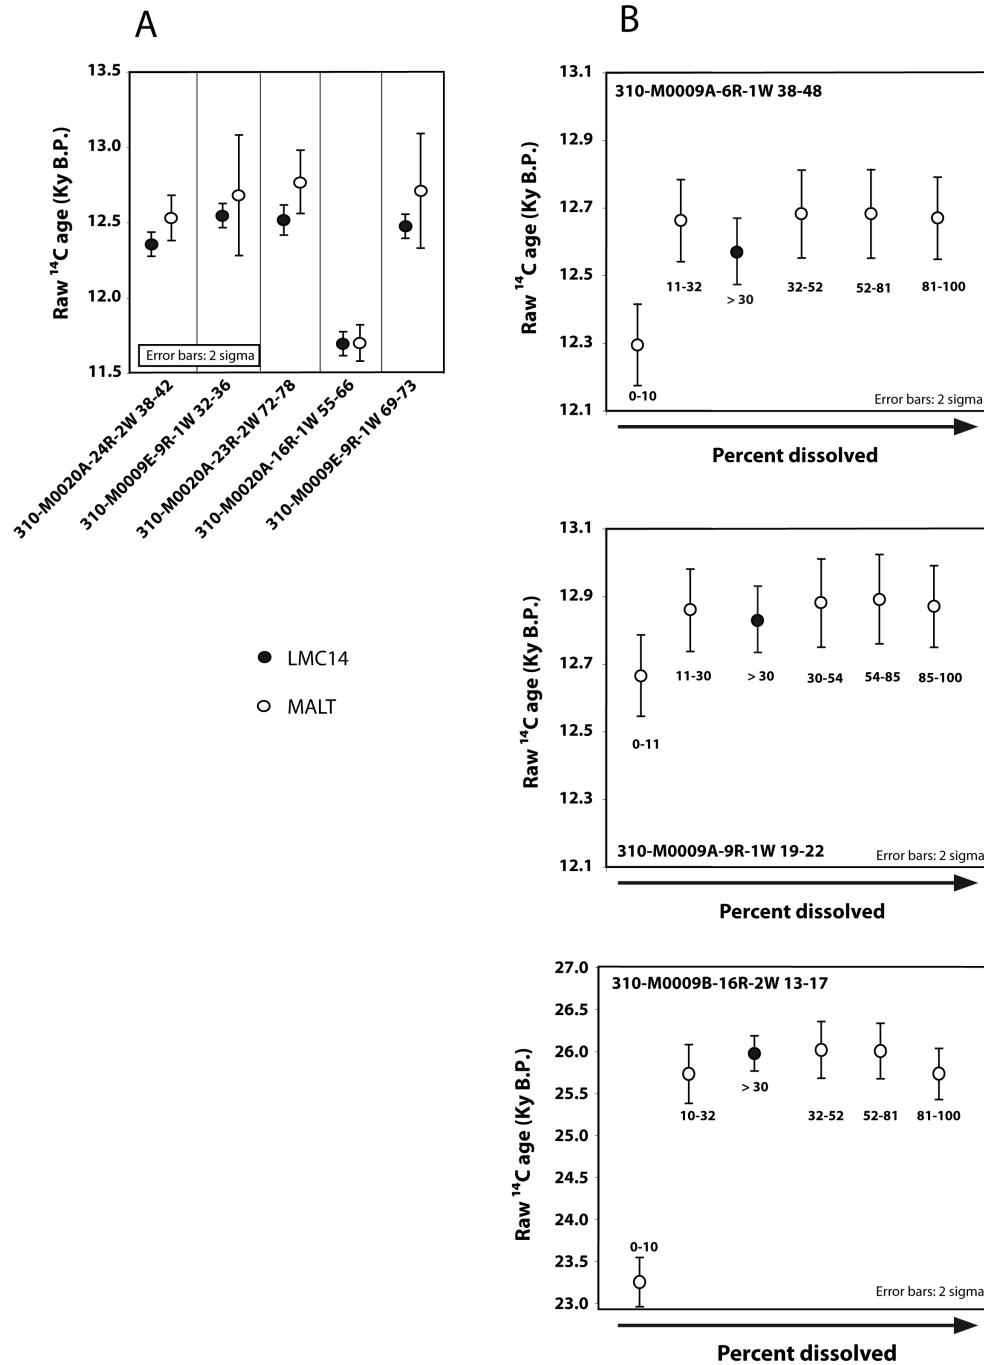 A
13.5
13.0
12.5
12.0
11.5
Raw 14C age (Ky B.P.)
Error bars: 2 sigma
310-M0020A-24R-2W 38-42
310-M0009E-9R-1W 32-36
310-M0020A-23R-2W 72-78
310-M0020A-16R-1W 55-66
310-M0009E-9R-1W 69-73
LMC14
MALT
B
13.1
12.9
12.7
12.5
12.3
12.1
Raw 14C age (Ky B.P.)
310-M0009A-6R-1W 38-48
0-10
11-32
> 30
32-52
52-81
81-100
Error bars: 2 sigma
Percent dissolved
13.1
12.9
12.7
12.5
12.3
12.1
Raw 14C age (Ky B.P.)
0-11
11-30
> 30
30-54
54-85
85-100
310-M0009A-9R-1W 19-22
Error bars: 2 sigma
Percent dissolved
27.0
26.5
26.0
25.5
25.0
24.5
24.0
23.5
23.0
Raw 14C age (Ky B.P.)
310-M0009B-16R-2W 13-17
0-10
10-32
> 30
32-52
52-81
81-100
Error bars: 2 sigma
Percent dissolved